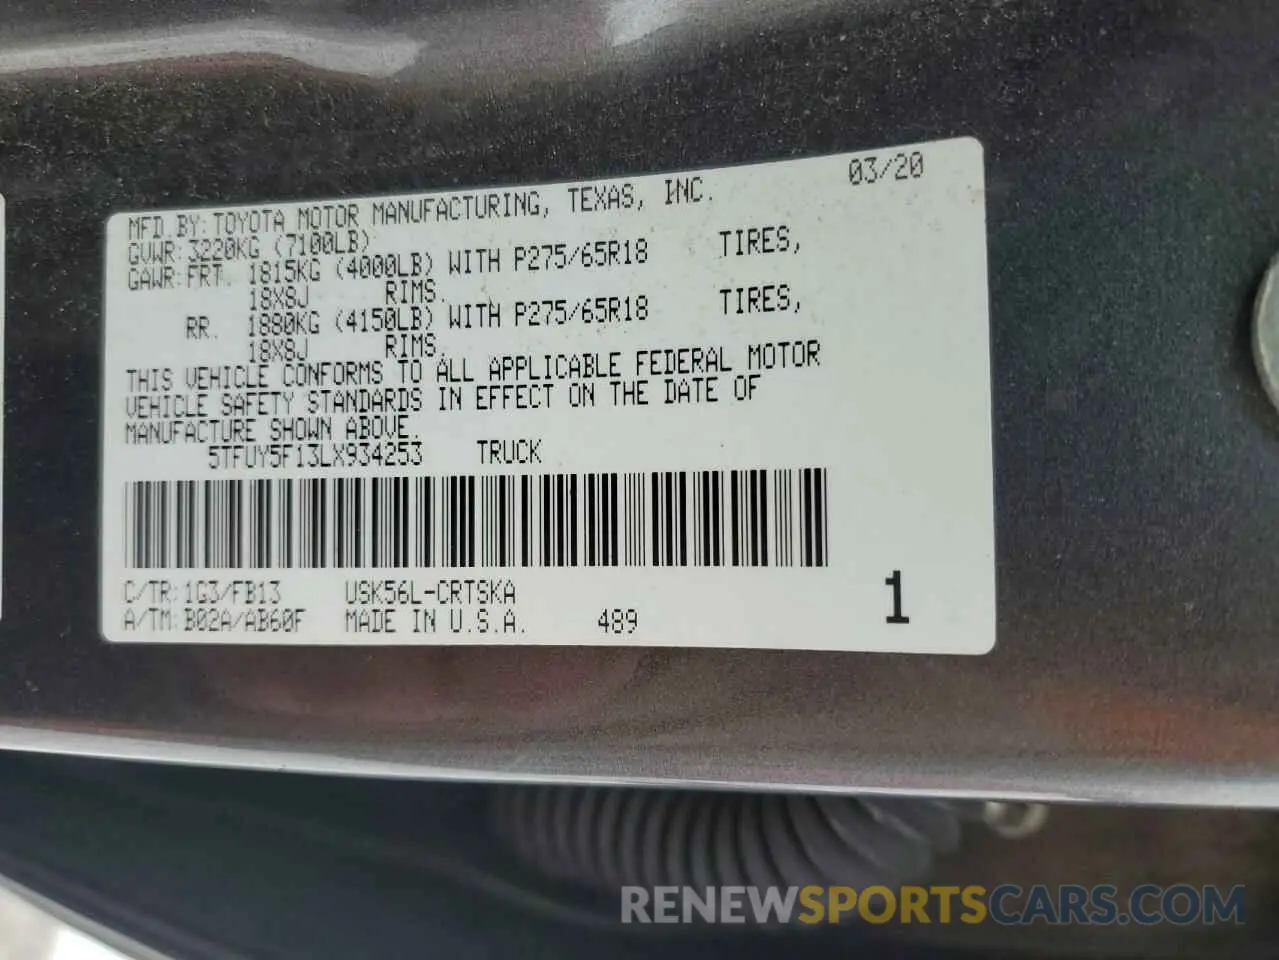 03/20
MFD.BY:TOYOTA MOTOR MANUFACTURING, TEXAS, INC.
GVWR:3220KG (7100LB)
GAWR:FRT. 1815KG (4000LB) WITH P275/65R18 TIRES,
18X8J RIMS.
RR. 1880KG (4150LB) WITH P275/65R18 TIRES,
18X8J RIMS.
THIS VEHICLE CONFORMS TO ALL APPLICABLE FEDERAL MOTOR
VEHICLE SAFETY STANDARDS IN EFFECT ON THE DATE OF
MANUFACTURE SHOWN ABOVE.
5TFUY5F13LX934253 TRUCK
C/TR:1G3/FB13 USK56L-CRTSKA
A/TM:B02A/AB60F MADE IN U.S.A. 489
1
RENEWSPORTSCARS.COM